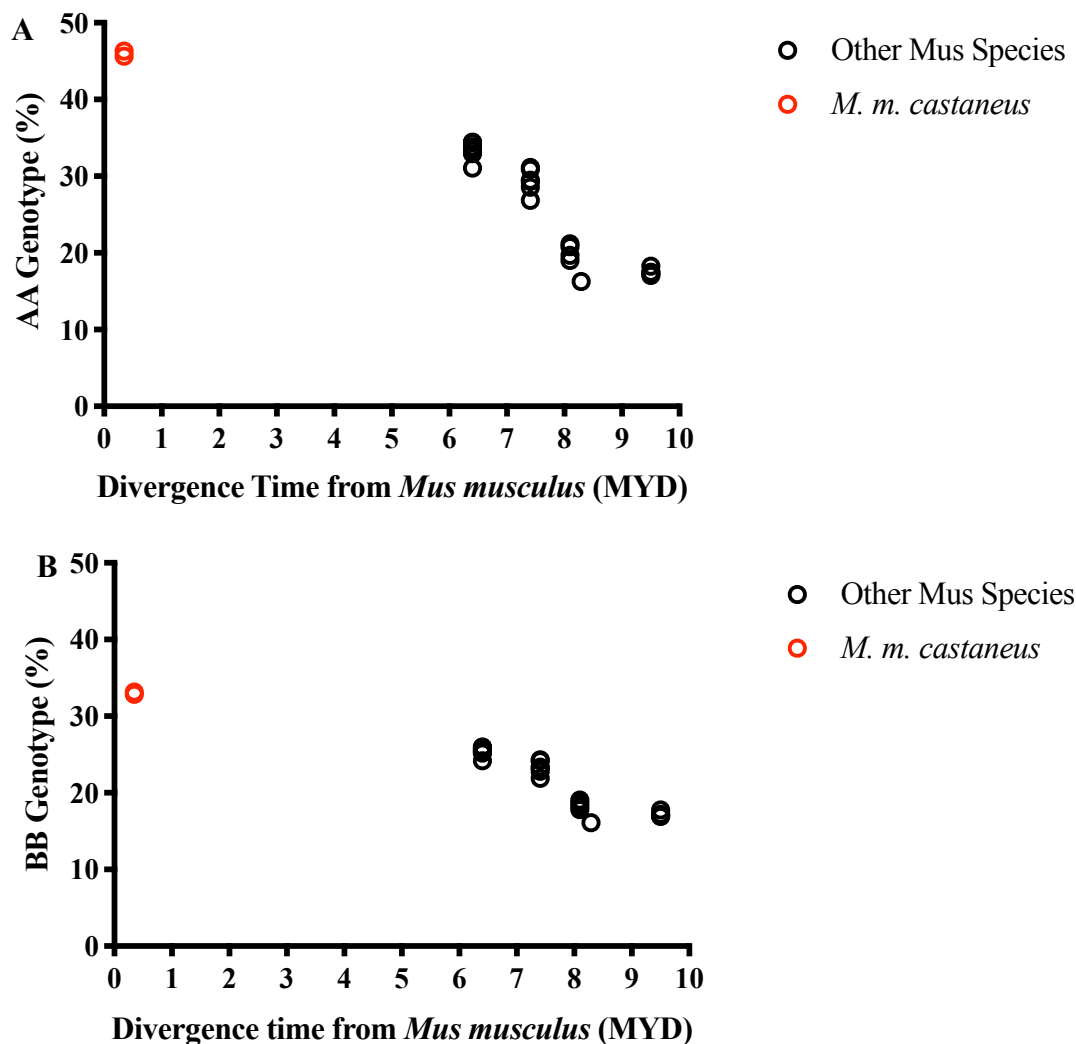 A
50
40
30
20
10
0
AA Genotype (%)
0 1 2 3 4 5 6 7 8 9 10
Divergence Time from Mus musculus (MYD)
Other Mus Species
M. m. castaneus
B
50
40
30
20
10
0
BB Genotype (%)
0 1 2 3 4 5 6 7 8 9 10
Divergence time from Mus musculus (MYD)
Other Mus Species
M. m. castaneus